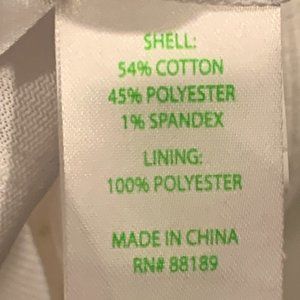 SHELL:
54% COTTON
45% POLYESTER
1% SPANDEX
LINING:
100% POLYESTER
MADE IN CHINA
RN# 88189